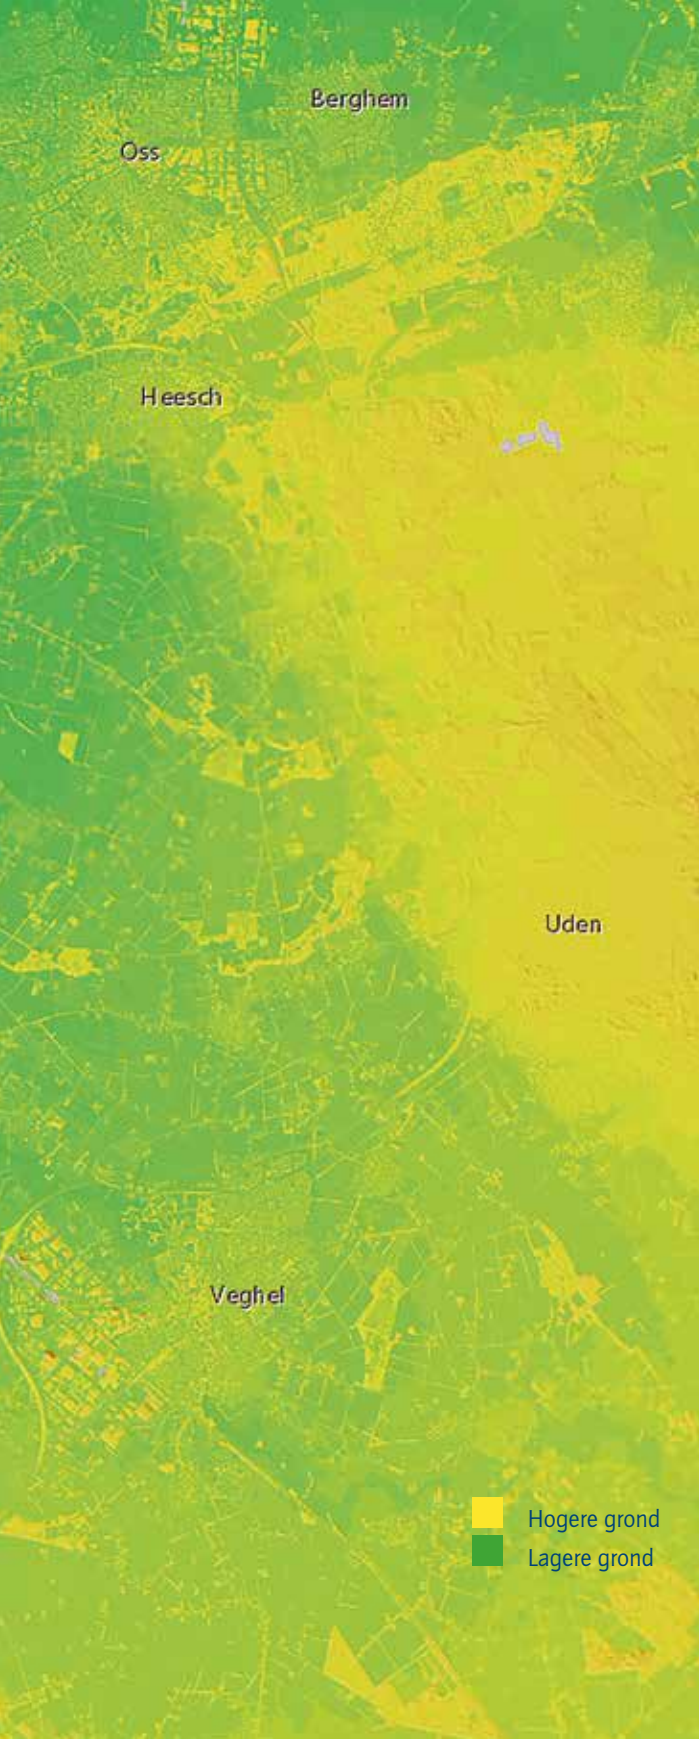 Berghem
Oss
Heesch
Uden
Veghel
Hogere grond
Lagere grond